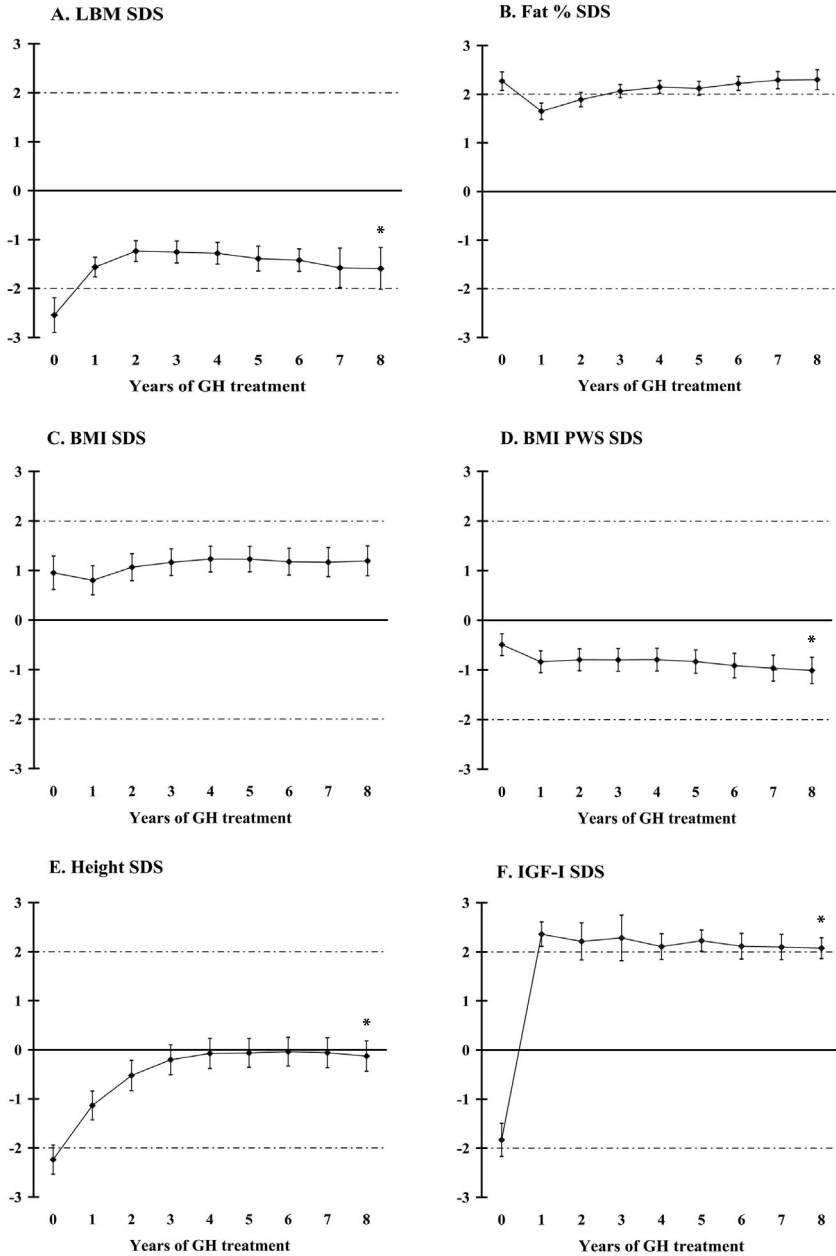 A. LBM SDS
3
2
1
0
-1
-2
-3
*
0 1 2 3 4 5 6 7 8
Years of GH treatment
B. Fat % SDS
3
2
1
0
-1
-2
-3
0 1 2 3 4 5 6 7 8
Years of GH treatment
C. BMI SDS
3
2
1
0
-1
-2
-3
0 1 2 3 4 5 6 7 8
Years of GH treatment
D. BMI PWS SDS
3
2
1
0
-1
-2
-3
*
0 1 2 3 4 5 6 7 8
Years of GH treatment
E. Height SDS
3
2
1
0
-1
-2
-3
*
0 1 2 3 4 5 6 7 8
Years of GH treatment
F. IGF-I SDS
3
2
1
0
-1
-2
-3
*
0 1 2 3 4 5 6 7 8
Years of GH treatment